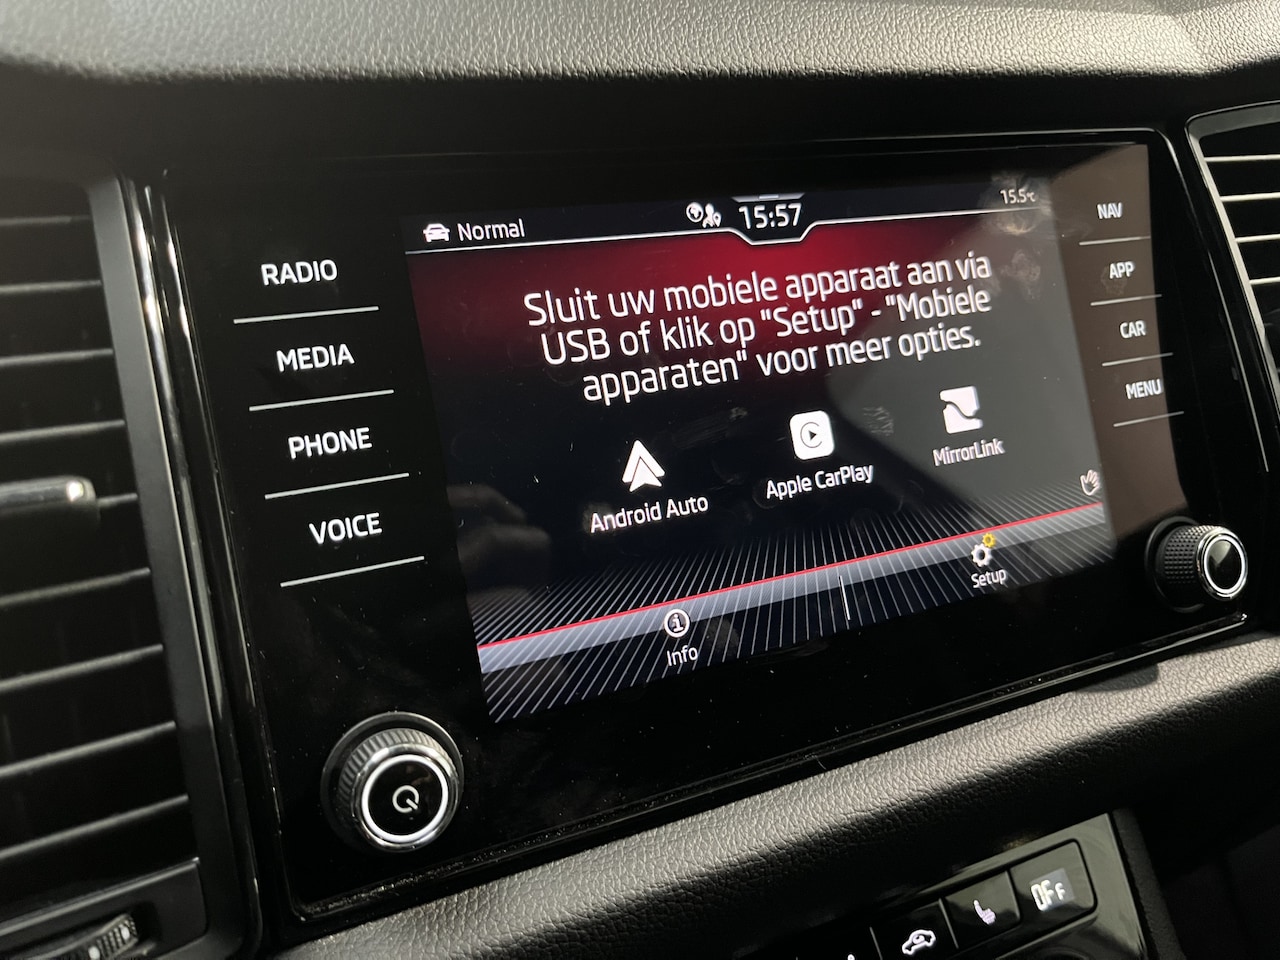 Normal
15:57
15.5°C
RADIO
MEDIA
PHONE
VOICE
Sluit uw mobiele apparaat aan via
USB of klik op "Setup" - "Mobiele
apparaten" voor meer opties.
Android Auto
Apple CarPlay
MirrorLink
Info
Setup
NAV
APP
CAR
MENU
OFF